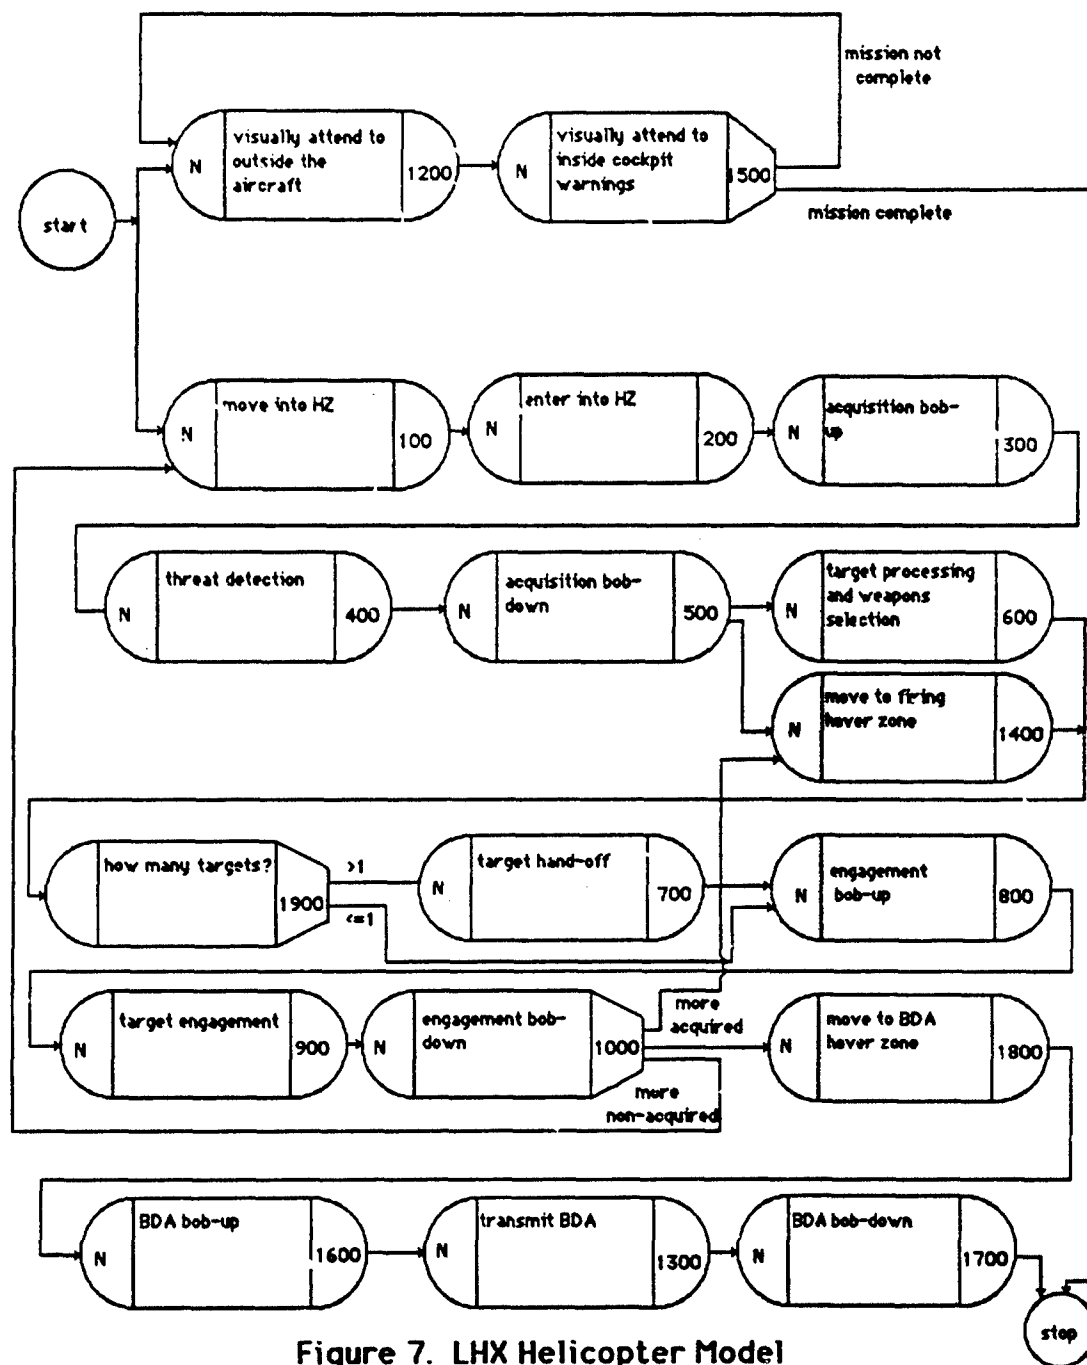 mission not
complete
N
visually attend to
outside the
aircraft
1200
N
visually attend to
inside cockpit
warnings
1500
start
mission complete
N
move into HZ
100
N
enter into HZ
200
N
acquisition bob-
up
300
N
threat detection
400
N
acquisition bob-
down
500
N
target processing
and weapons
selection
600
N
move to firing
hover zone
1400
how many targets?
1900
>1
<=1
N
target hand-off
700
N
engagement
bob-up
800
N
target engagement
900
N
engagement bob-
down
1000
more
acquired
more
non-acquired
N
move to BDA
hover zone
1800
N
BDA bob-up
1600
N
transmit BDA
1300
N
BDA bob-down
1700
stop
Figure 7. LHX Helicopter Model